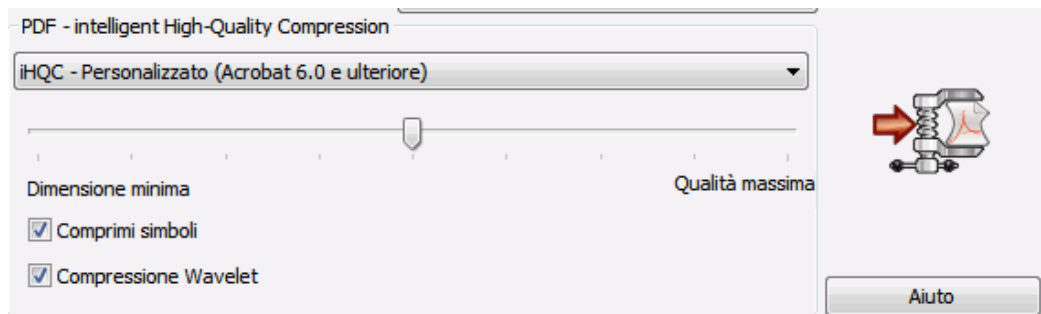 PDF - intelligent High-Quality Compression
iHQC - Personalizzato (Acrobat 6.0 e ulteriore)
Dimensione minima
Qualità massima
Comprimi simboli
Compressione Wavelet
Aiuto